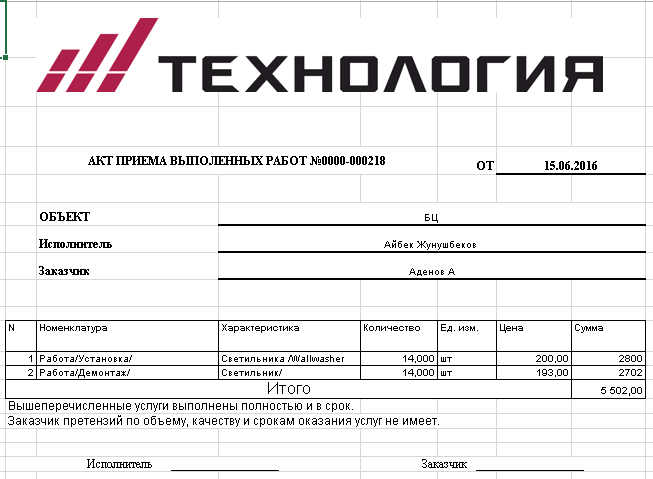 ТЕХНОЛОГИЯ
АКТ ПРИЕМА ВЫПОЛЕННЫХ РАБОТ №0000-000218 ОТ 15.06.2016
ОБЪЕКТ БЦ
Исполнитель Айбек Жунушбеков
Заказчик Аденов А
N Номенклатура Характеристика Количество Ед. изм. Цена Сумма
1 Работа/Установка/ Светильника /Wallwasher 14,000 шт 200,00 2800
2 Работа/Демонтаж/ Светильник/ 14,000 шт 193,00 2702
Итого 5 502,00
Вышеперечисленные услуги выполнены полностью и в срок.
Заказчик претензий по объему, качеству и срокам оказания услуг не имеет.
Исполнитель Заказчик